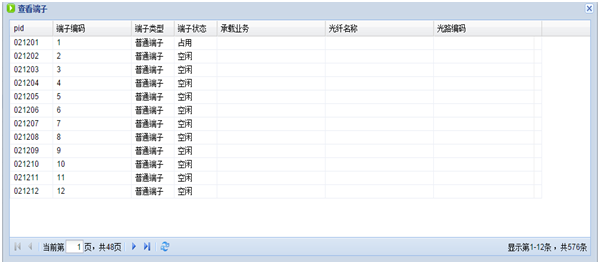 查看端子
pid 端子编码 端子类型 端子状态 承载业务 光纤名称 光路编码
021201 1 普通端子 占用
021202 2 普通端子 空闲
021203 3 普通端子 空闲
021204 4 普通端子 空闲
021205 5 普通端子 空闲
021206 6 普通端子 空闲
021207 7 普通端子 空闲
021208 8 普通端子 空闲
021209 9 普通端子 空闲
021210 10 普通端子 空闲
021211 11 普通端子 空闲
021212 12 普通端子 空闲
当前第 1 页,共48页 显示第1-12条,共576条